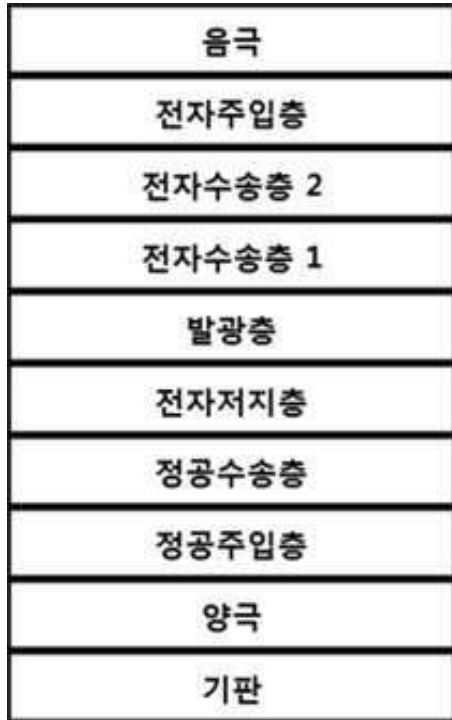 음극
전자주입층
전자수송층 2
전자수송층 1
발광층
전자저지층
정공수송층
정공주입층
양극
기판